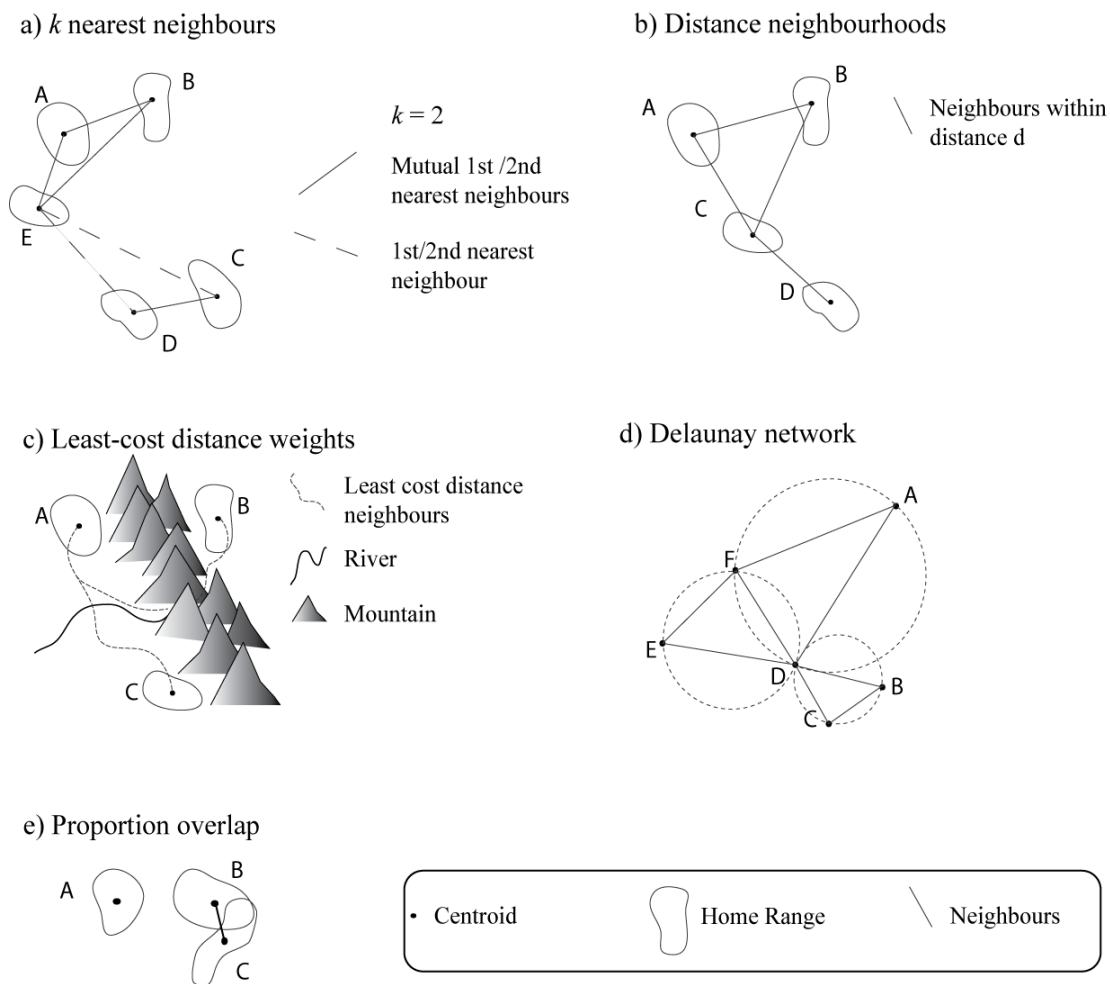 a) k nearest neighbours
A
B
E
C
D
k = 2
Mutual 1st /2nd
nearest neighbours
1st/2nd nearest
neighbour
b) Distance neighbourhoods
A
B
C
D
Neighbours within
distance d
c) Least-cost distance weights
A
B
C
Least cost distance
neighbours
River
Mountain
d) Delaunay network
A
F
E
D
B
C
e) Proportion overlap
A
B
C
Centroid
Home Range
Neighbours